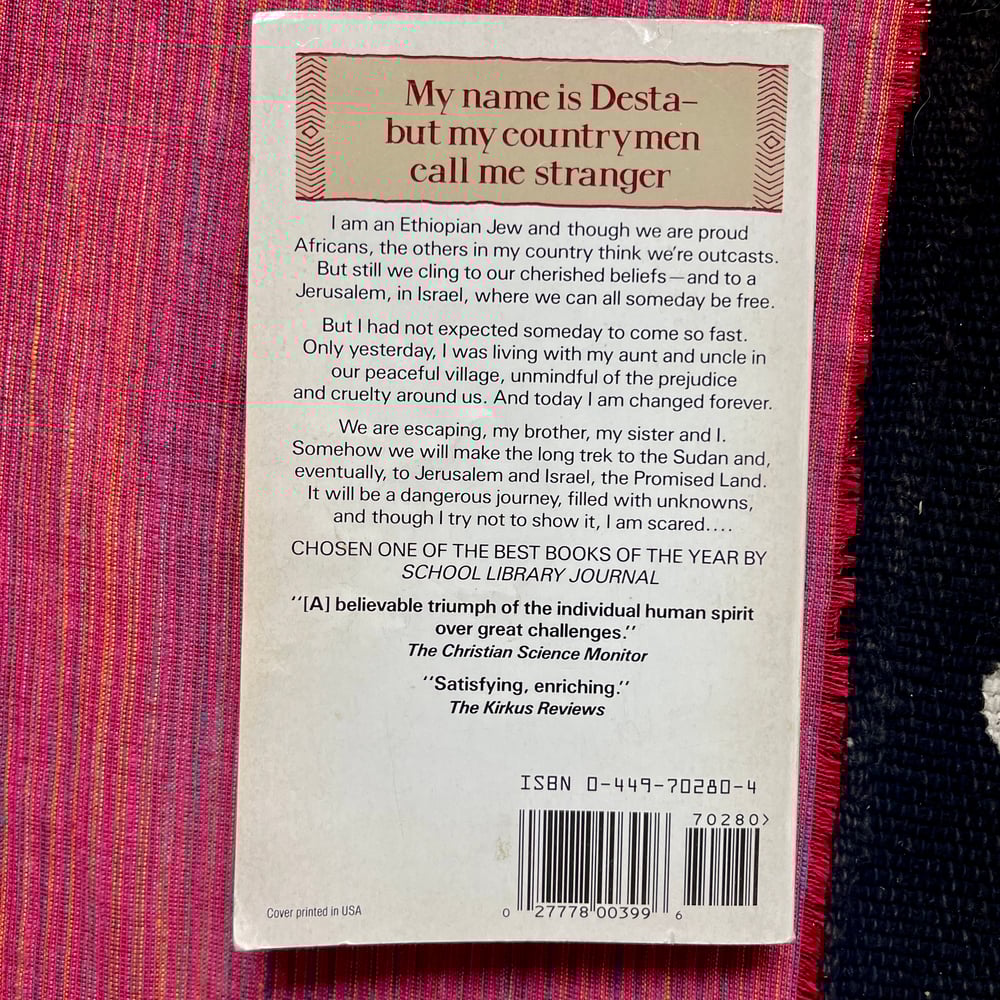 My name is Desta–
but my countrymen
call me stranger
I am an Ethiopian Jew and though we are proud
Africans, the others in my country think we're outcasts.
But still we cling to our cherished beliefs—and to a
Jerusalem, in Israel, where we can all someday be free.
But I had not expected someday to come so fast.
Only yesterday, I was living with my aunt and uncle in
our peaceful village, unmindful of the prejudice
and cruelty around us. And today I am changed forever.
We are escaping, my brother, my sister and I.
Somehow we will make the long trek to the Sudan and,
eventually, to Jerusalem and Israel, the Promised Land.
It will be a dangerous journey, filled with unknowns,
and though I try not to show it, I am scared....
CHOSEN ONE OF THE BEST BOOKS OF THE YEAR BY
SCHOOL LIBRARY JOURNAL
"[A] believable triumph of the individual human spirit
over great challenges."
The Christian Science Monitor
"Satisfying, enriching."
The Kirkus Reviews
ISBN 0-449-70280-4
70280>
0 27778 00399 6
Cover printed in USA